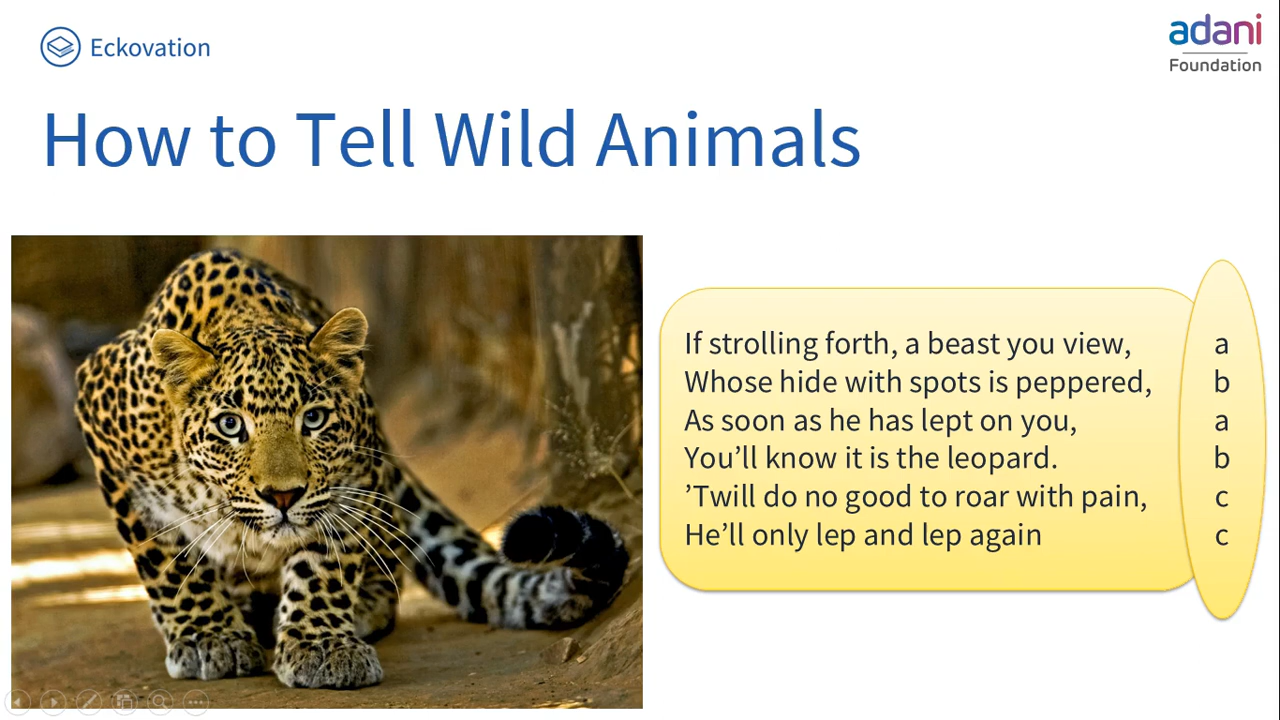 Eckovation
adani
Foundation
How to Tell Wild Animals
If strolling forth, a beast you view, a
Whose hide with spots is peppered, b
As soon as he has lept on you, a
You’ll know it is the leopard. b
’Twill do no good to roar with pain, c
He’ll only lep and lep again c